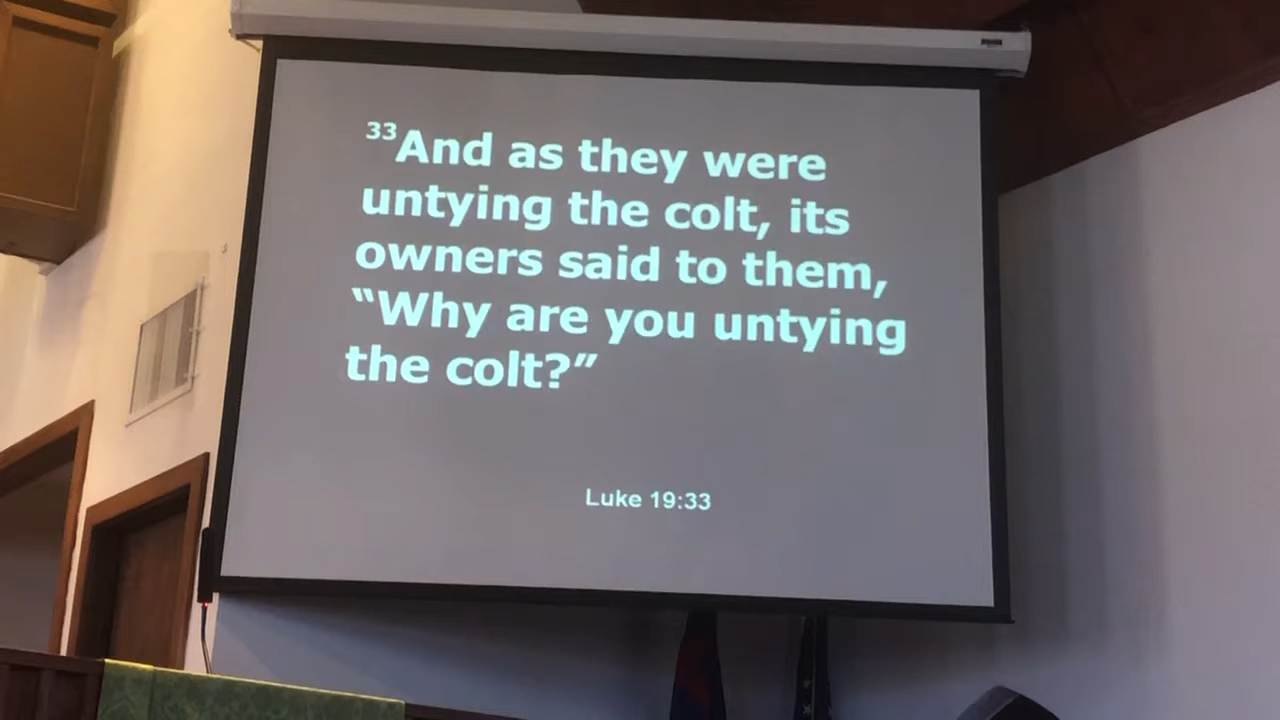 ³³And as they were
untying the colt, its
owners said to them,
“Why are you untying
the colt?”
Luke 19:33